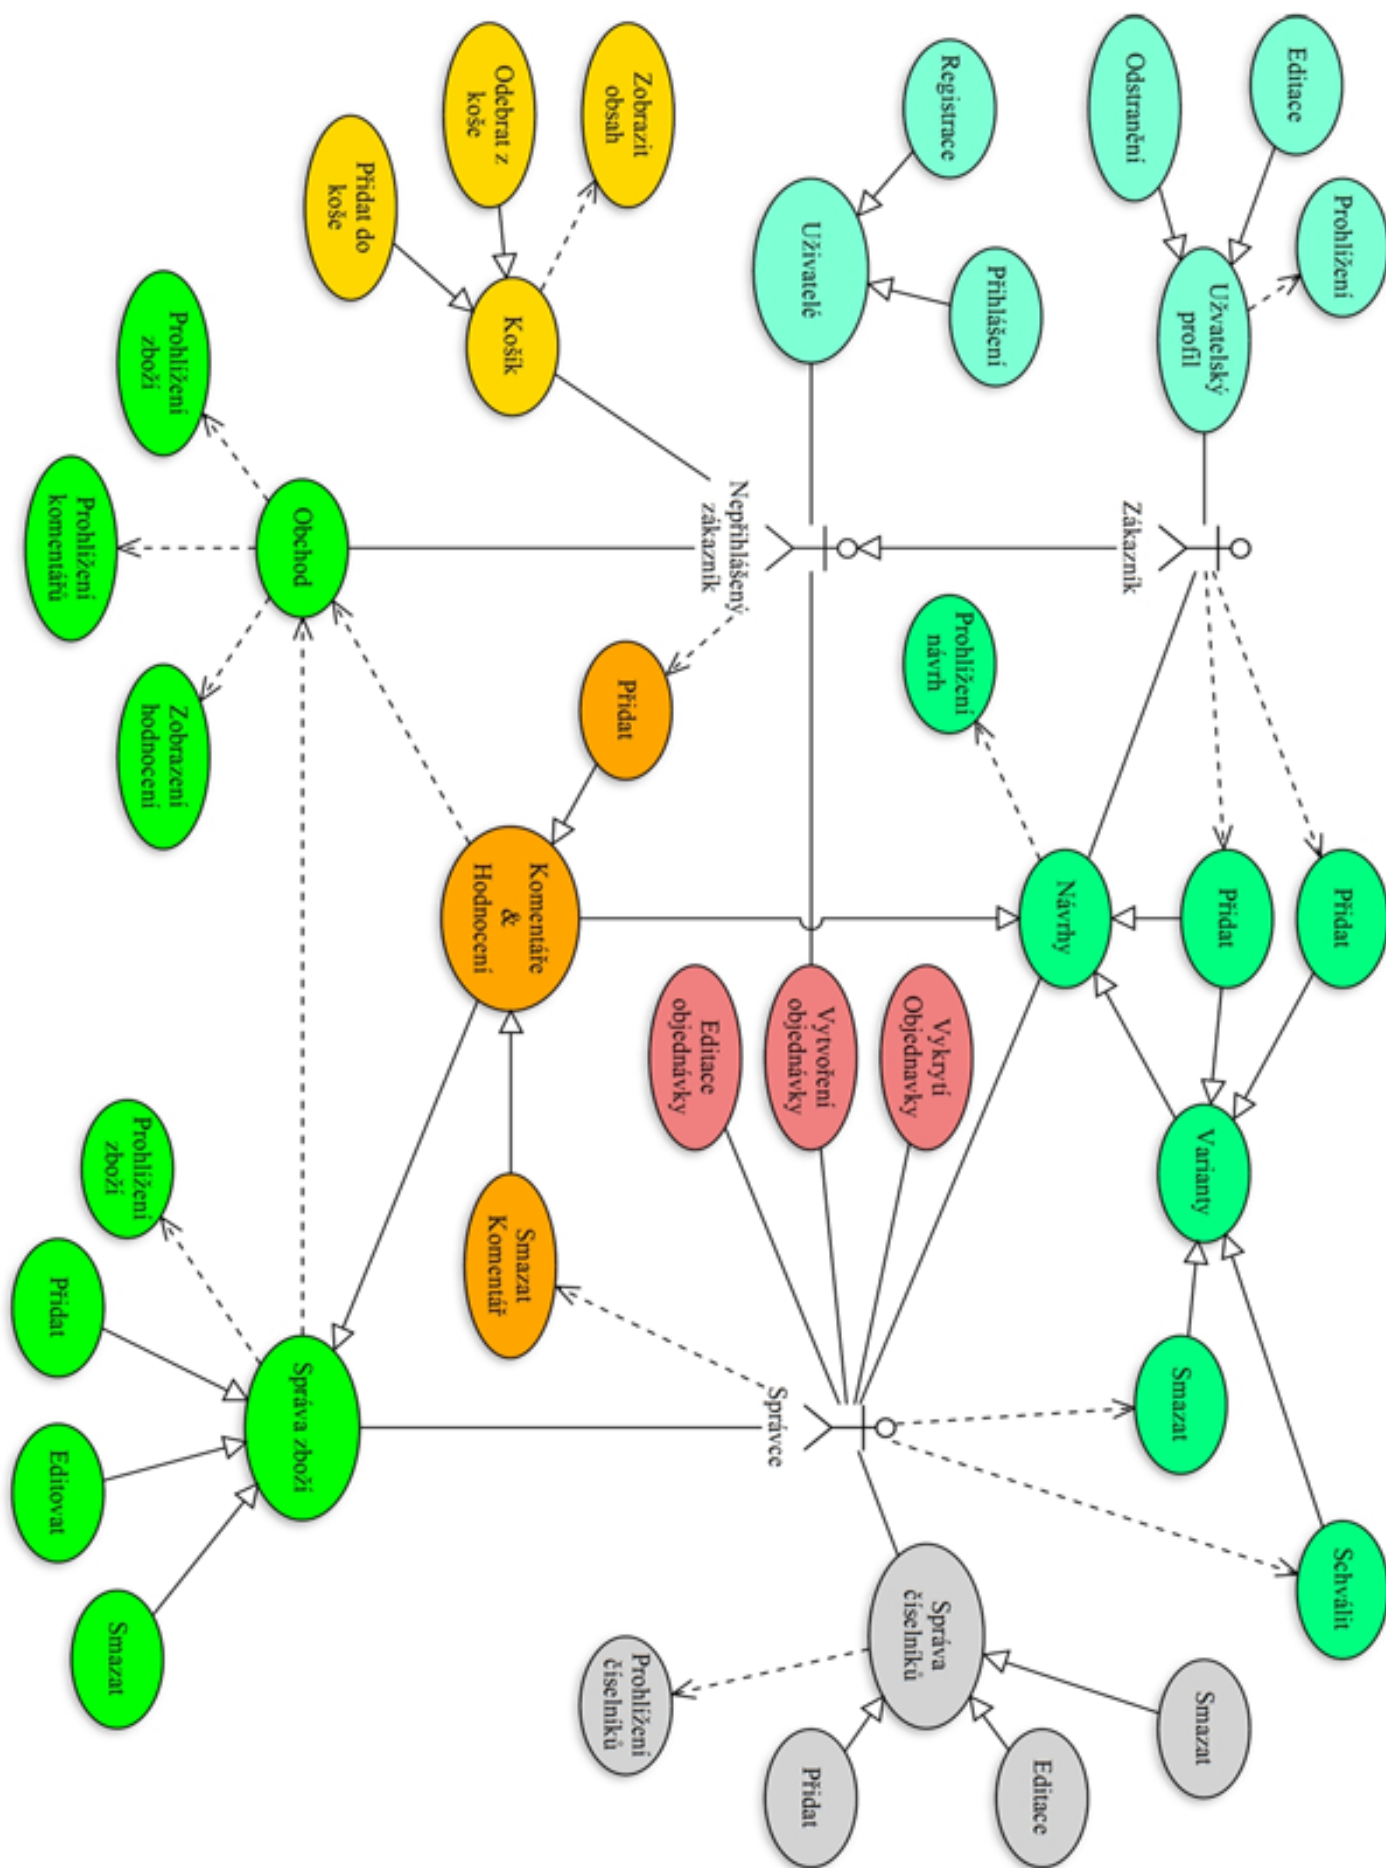 Editace
Odstranění
Prohlížení
Užvatelský
profil
Registrace
Přihlášení
Uživatelé
Zobrazit
obsah
Odebrat z
koše
Přidat do
koše
Košík
Zákazník
Nepřihlášený
zákazník
Prohlížení
zboží
Prohlížení
komentářů
Obchod
Zobrazení
hodnocení
Prohlížení
návrh
Přidat
Přidat
Přidat
Návrhy
Komentáře
&
Hodnocení
Varianty
Vykrytí
Objednavky
Vytvoření
objednávky
Editace
objednávky
Smazat
Komentář
Smazat
Schválit
Správce
Prohlížení
zboží
Přidat
Editovat
Smazat
Správa zboží
Správa
číselníků
Prohlížení
číselníků
Přidat
Editace
Smazat